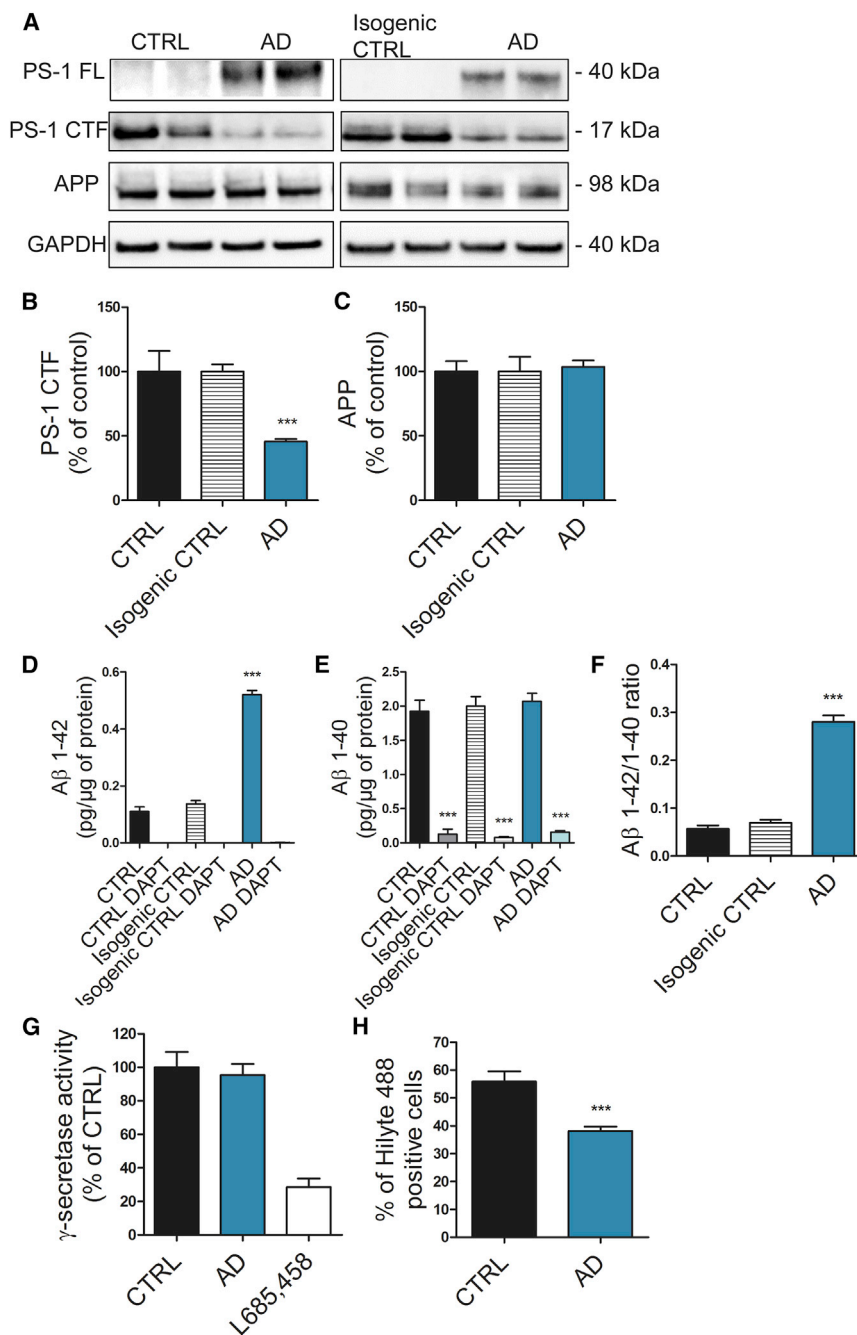 A
CTRL AD Isogenic CTRL AD
PS-1 FL - 40 kDa
PS-1 CTF - 17 kDa
APP - 98 kDa
GAPDH - 40 kDa
B
PS-1 CTF
(% of control)
150
100
50
0
***
CTRL
Isogenic CTRL
AD
C
APP
(% of control)
150
100
50
0
CTRL
Isogenic CTRL
AD
D
Aβ 1-42
(pg/µg of protein)
0.6
0.4
0.2
0.0
***
CTRL
CTRL DAPT
Isogenic CTRL
Isogenic CTRL DAPT
AD
AD DAPT
E
Aβ 1-40
(pg/µg of protein)
2.5
2.0
1.5
1.0
0.5
0.0
*** *** ***
CTRL
CTRL DAPT
Isogenic CTRL
Isogenic CTRL DAPT
AD
AD DAPT
F
Aβ 1-42/1-40 ratio
0.4
0.3
0.2
0.1
0.0
***
CTRL
Isogenic CTRL
AD
G
γ-secretase activity
(% of CTRL)
120
100
80
60
40
20
0
CTRL
AD
L685,458
H
% of Hilyte 488
positive cells
70
60
50
40
30
20
10
0
***
CTRL
AD